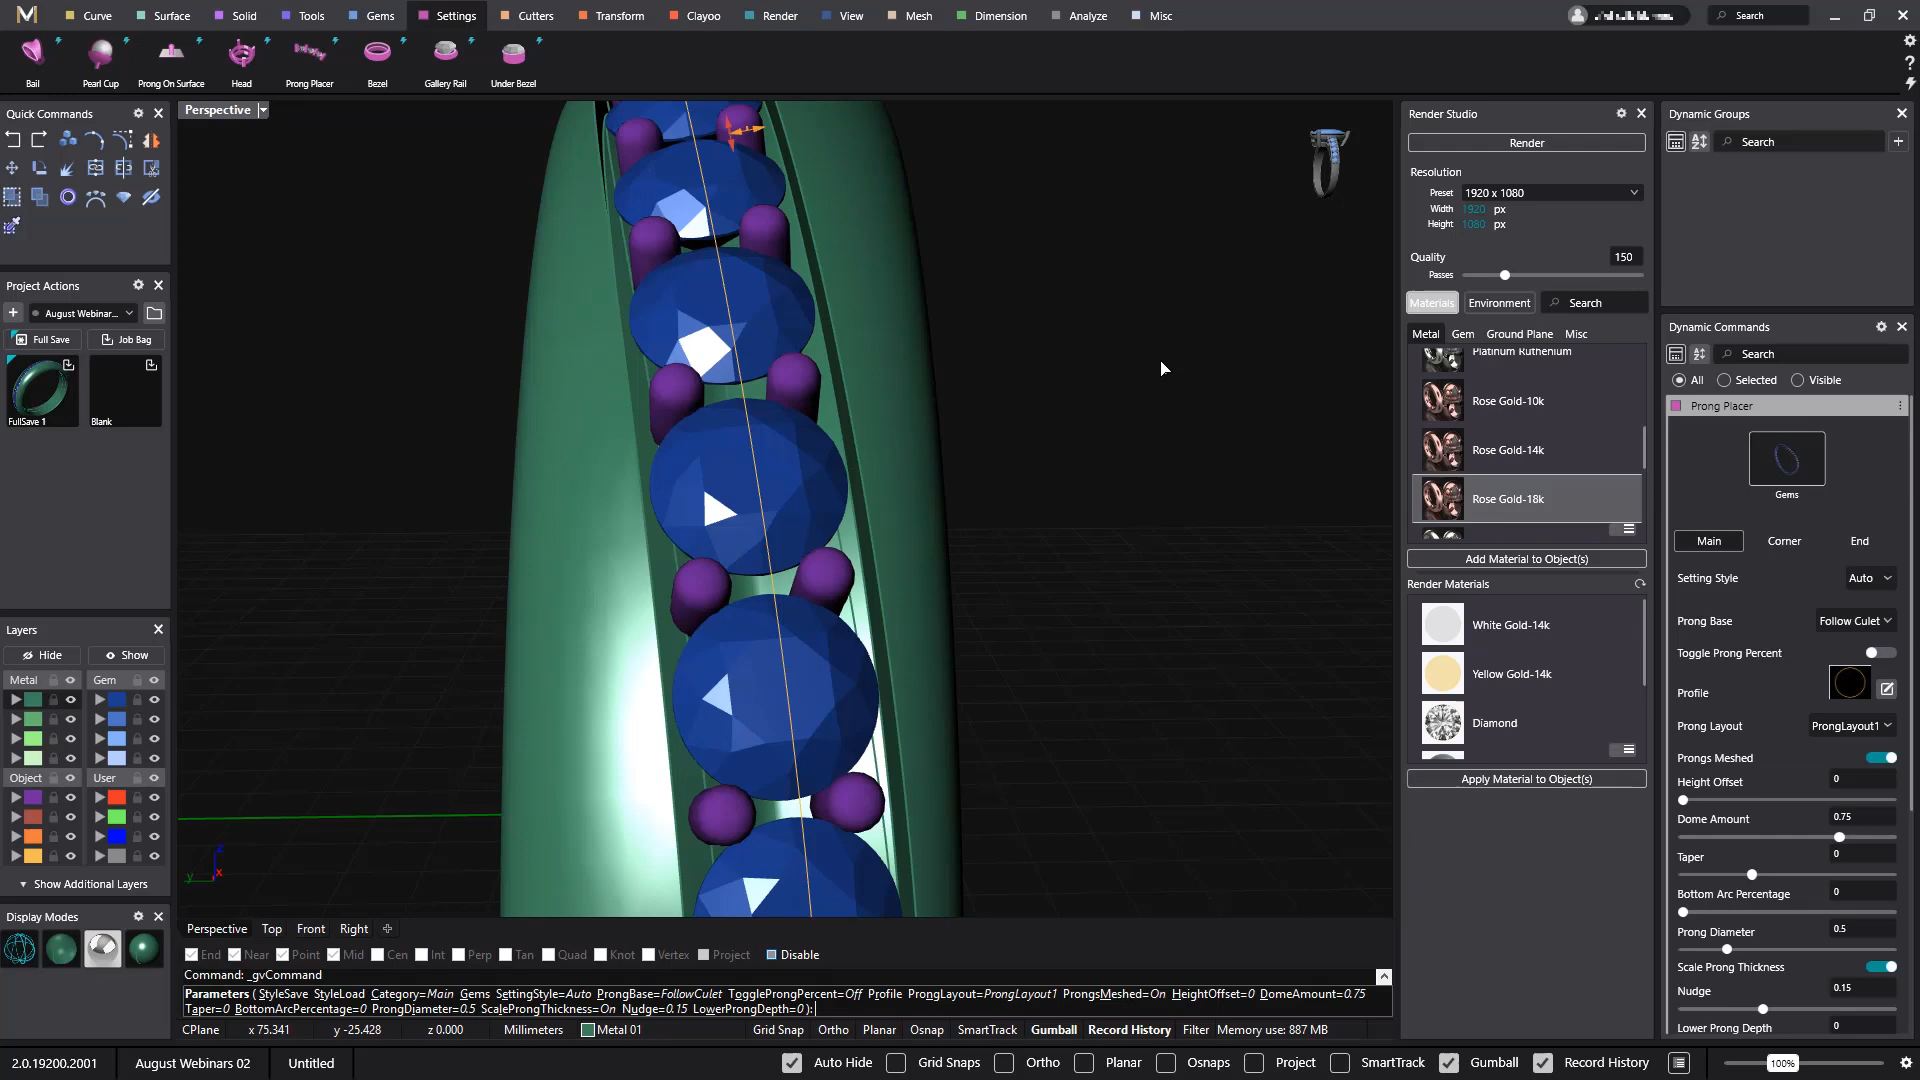 Curve Surface Solid Tools Gems Settings Cutters Transform Clayoo Render View Mesh Dimension Analyze Misc Search
Bail Pearl Cup Prong On Surface Head Prong Placer Bezel Gallery Rail Under Bezel
Quick Commands
Project Actions
August Webinar...
Full Save Job Bag
FullSave 1 Blank
Layers
Hide Show
Metal Gem
Object User
Show Additional Layers
Display Modes
Perspective
z
y x
Perspective Top Front Right
End Near Point Mid Cen Int Perp Tan Quad Knot Vertex Project Disable
Command: _gvCommand
Parameters ( StyleSave StyleLoad Category=Main Gems SettingStyle=Auto ProngBase=FollowCulet ToggleProngPercent=Off Profile ProngLayout=ProngLayout1 ProngsMeshed=On HeightOffset=0 DomeAmount=0.75
Taper=0 BottomArcPercentage=0 ProngDiameter=0.5 ScaleProngThickness=On Nudge=0.15 LowerProngDepth=0 ):
CPlane x 75.341 y -25.428 z 0.000 Millimeters Metal 01 Grid Snap Ortho Planar Osnap SmartTrack Gumball Record History Filter Memory use: 887 MB
Render Studio
Render
Resolution
Preset 1920 x 1080
Width 1920 px
Height 1080 px
Quality 150
Passes
Materials Environment Search
Metal Gem Ground Plane Misc
Platinum Ruthenium
Rose Gold-10k
Rose Gold-14k
Rose Gold-18k
Add Material to Object(s)
Render Materials
White Gold-14k
Yellow Gold-14k
Diamond
Apply Material to Object(s)
Dynamic Groups
Search
Dynamic Commands
Search
All Selected Visible
Prong Placer
Gems
Main Corner End
Setting Style Auto
Prong Base Follow Culet
Toggle Prong Percent
Profile
Prong Layout ProngLayout1
Prongs Meshed
Height Offset 0
Dome Amount 0.75
Taper 0
Bottom Arc Percentage 0
Prong Diameter 0.5
Scale Prong Thickness
Nudge 0.15
Lower Prong Depth 0
2.0.19200.2001 August Webinars 02 Untitled Auto Hide Grid Snaps Ortho Planar Osnaps Project SmartTrack Gumball Record History 100%